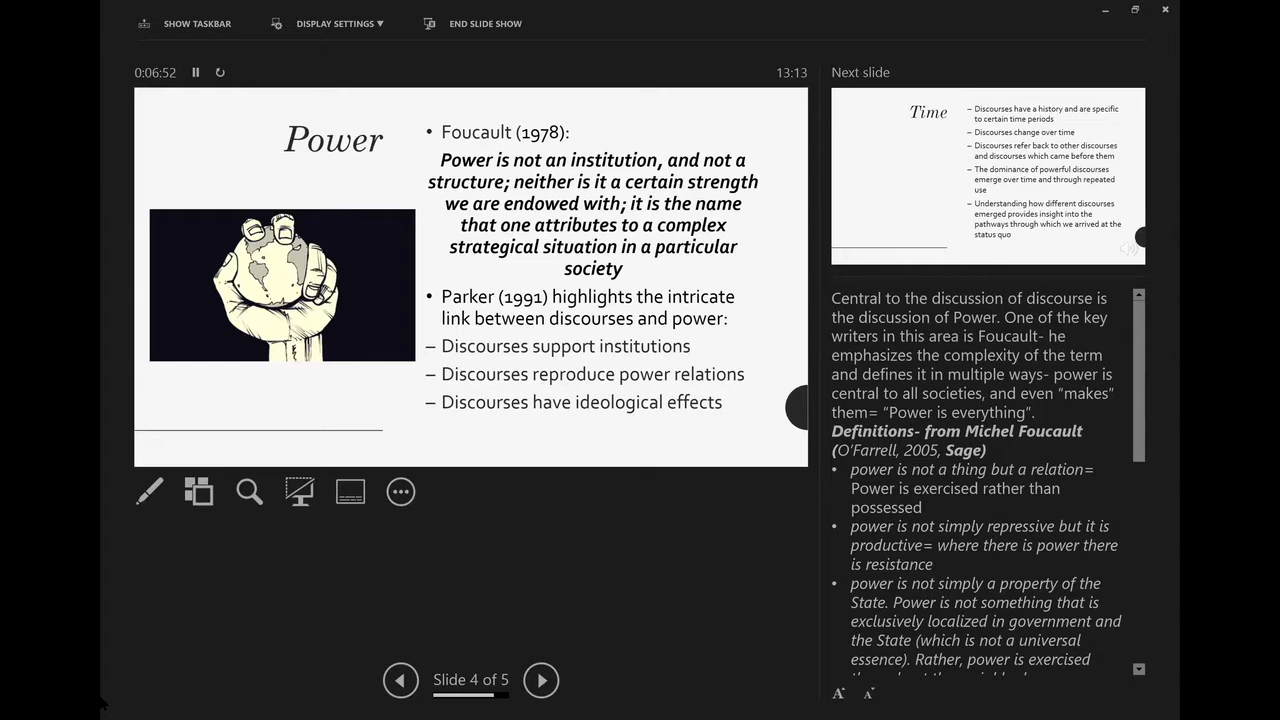 SHOW TASKBAR
DISPLAY SETTINGS ▼
END SLIDE SHOW
0:06:52
13:13
Power
• Foucault (1978):
Power is not an institution, and not a
structure; neither is it a certain strength
we are endowed with; it is the name
that one attributes to a complex
strategical situation in a particular
society
• Parker (1991) highlights the intricate
link between discourses and power:
– Discourses support institutions
– Discourses reproduce power relations
– Discourses have ideological effects
Slide 4 of 5
Next slide
Time
– Discourses have a history and are specific
to certain time periods
– Discourses change over time
– Discourses refer back to other discourses
and discourses which came before them
– The dominance of powerful discourses
emerge over time and through repeated
use
– Understanding how different discourses
emerged provides insight into the
pathways through which we arrived at the
status quo
Central to the discussion of discourse is
the discussion of Power. One of the key
writers in this area is Foucault- he
emphasizes the complexity of the term
and defines it in multiple ways- power is
central to all societies, and even “makes”
them= “Power is everything”.
Definitions- from Michel Foucault
(O’Farrell, 2005, Sage)
• power is not a thing but a relation=
Power is exercised rather than
possessed
• power is not simply repressive but it is
productive= where there is power there
is resistance
• power is not simply a property of the
State. Power is not something that is
exclusively localized in government and
the State (which is not a universal
essence). Rather, power is exercised
A A